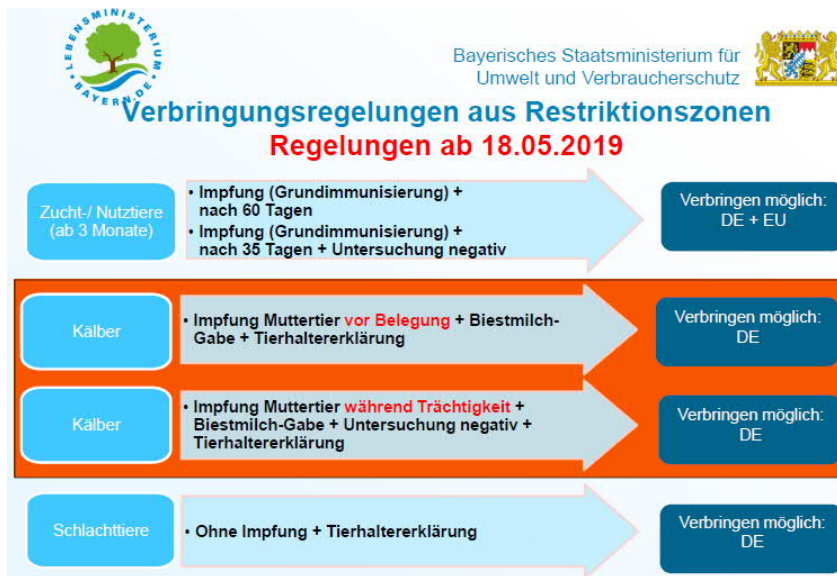 LEBENSMINISTERIUM
BAYERN.DE
Bayerisches Staatsministerium für
Umwelt und Verbraucherschutz
Verbringungsregelungen aus Restriktionszonen
Regelungen ab 18.05.2019
Zucht-/ Nutztiere
(ab 3 Monate)
• Impfung (Grundimmunisierung) +
nach 60 Tagen
• Impfung (Grundimmunisierung) +
nach 35 Tagen + Untersuchung negativ
Verbringen möglich:
DE + EU
Kälber
• Impfung Muttertier vor Belegung + Biestmilch-
Gabe + Tierhaltererklärung
Verbringen möglich:
DE
Kälber
• Impfung Muttertier während Trächtigkeit +
Biestmilch-Gabe + Untersuchung negativ +
Tierhaltererklärung
Verbringen möglich:
DE
Schlachttiere
• Ohne Impfung + Tierhaltererklärung
Verbringen möglich:
DE